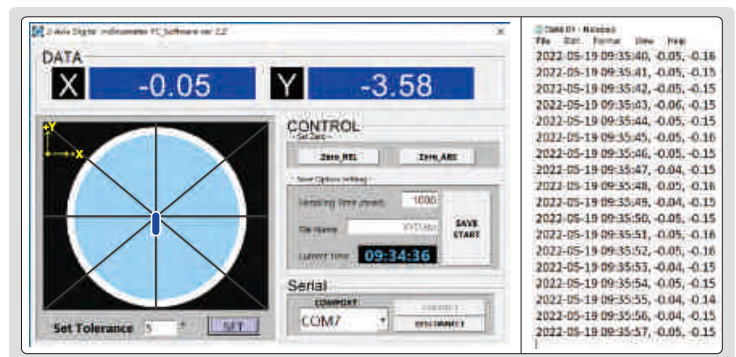 2-Axis Digital Inclinometer PC_Software ver 2.2
DATA
X -0.05 Y -3.58
+Y
X
CONTROL
Set Zero
Zero_REL Zero_ABS
Save Option Setting
Sampling Time (msec) 1000
File Name
SAVE
START
Current Time 09:34:36
Serial
COMPORT
COM7
DISCONNECT
Set Tolerance 5 ° SET
Notepad
File Edit Format View Help
2022-05-19 09:35:40, -0.05, -0.16
2022-05-19 09:35:41, -0.05, -0.15
2022-05-19 09:35:42, -0.05, -0.15
2022-05-19 09:35:43, -0.06, -0.15
2022-05-19 09:35:44, -0.05, -0.15
2022-05-19 09:35:45, -0.05, -0.16
2022-05-19 09:35:46, -0.05, -0.15
2022-05-19 09:35:47, -0.04, -0.15
2022-05-19 09:35:48, -0.05, -0.16
2022-05-19 09:35:49, -0.04, -0.15
2022-05-19 09:35:50, -0.05, -0.15
2022-05-19 09:35:51, -0.05, -0.16
2022-05-19 09:35:52, -0.05, -0.16
2022-05-19 09:35:53, -0.04, -0.15
2022-05-19 09:35:54, -0.05, -0.15
2022-05-19 09:35:55, -0.04, -0.14
2022-05-19 09:35:56, -0.04, -0.15
2022-05-19 09:35:57, -0.05, -0.15